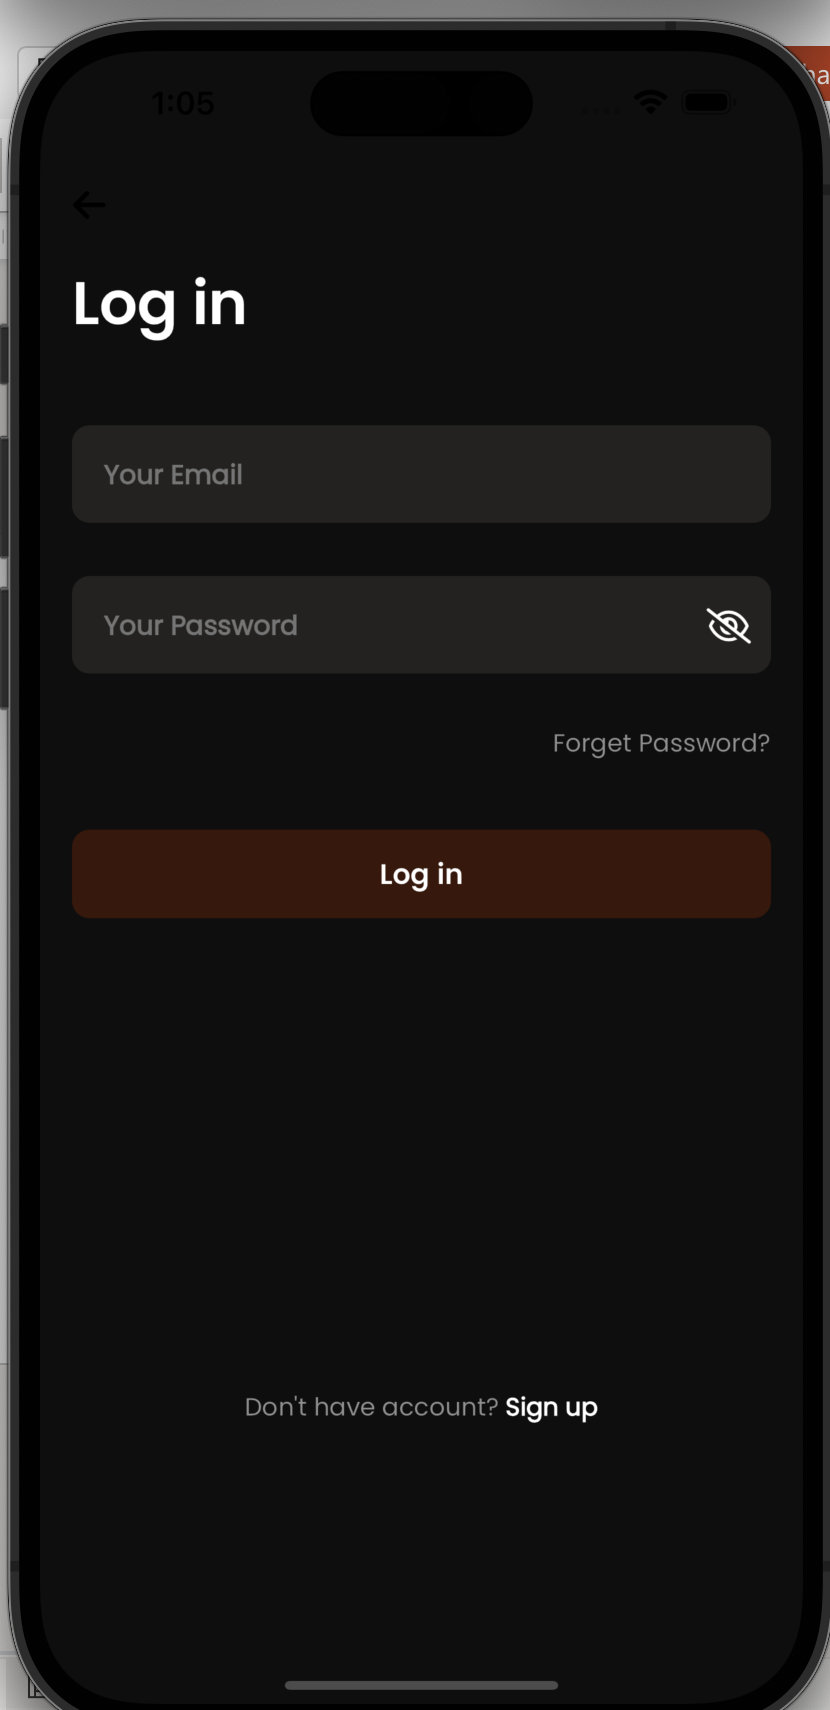 1:05
Log in
Your Email
Your Password
Forget Password?
Log in
Don't have account? Sign up